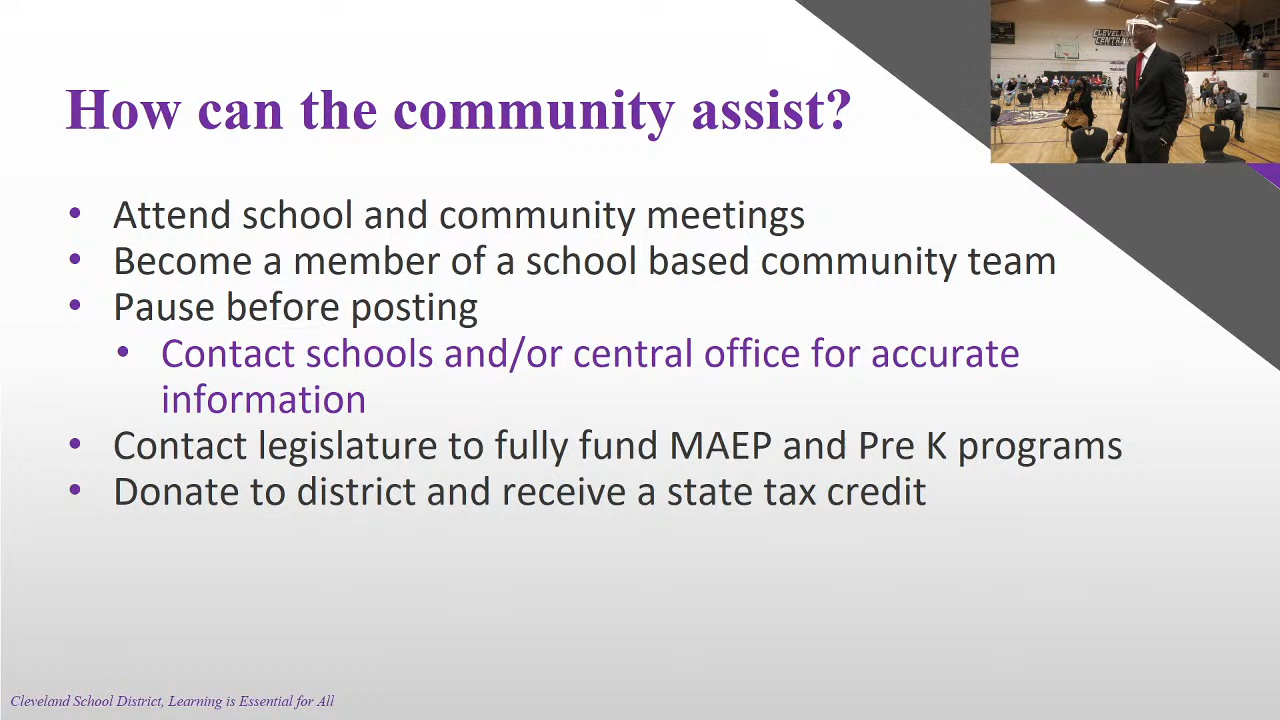 CLEVELAND
CENTRAL
How can the community assist?
• Attend school and community meetings
• Become a member of a school based community team
• Pause before posting
• Contact schools and/or central office for accurate
information
• Contact legislature to fully fund MAEP and Pre K programs
• Donate to district and receive a state tax credit
Cleveland School District, Learning is Essential for All